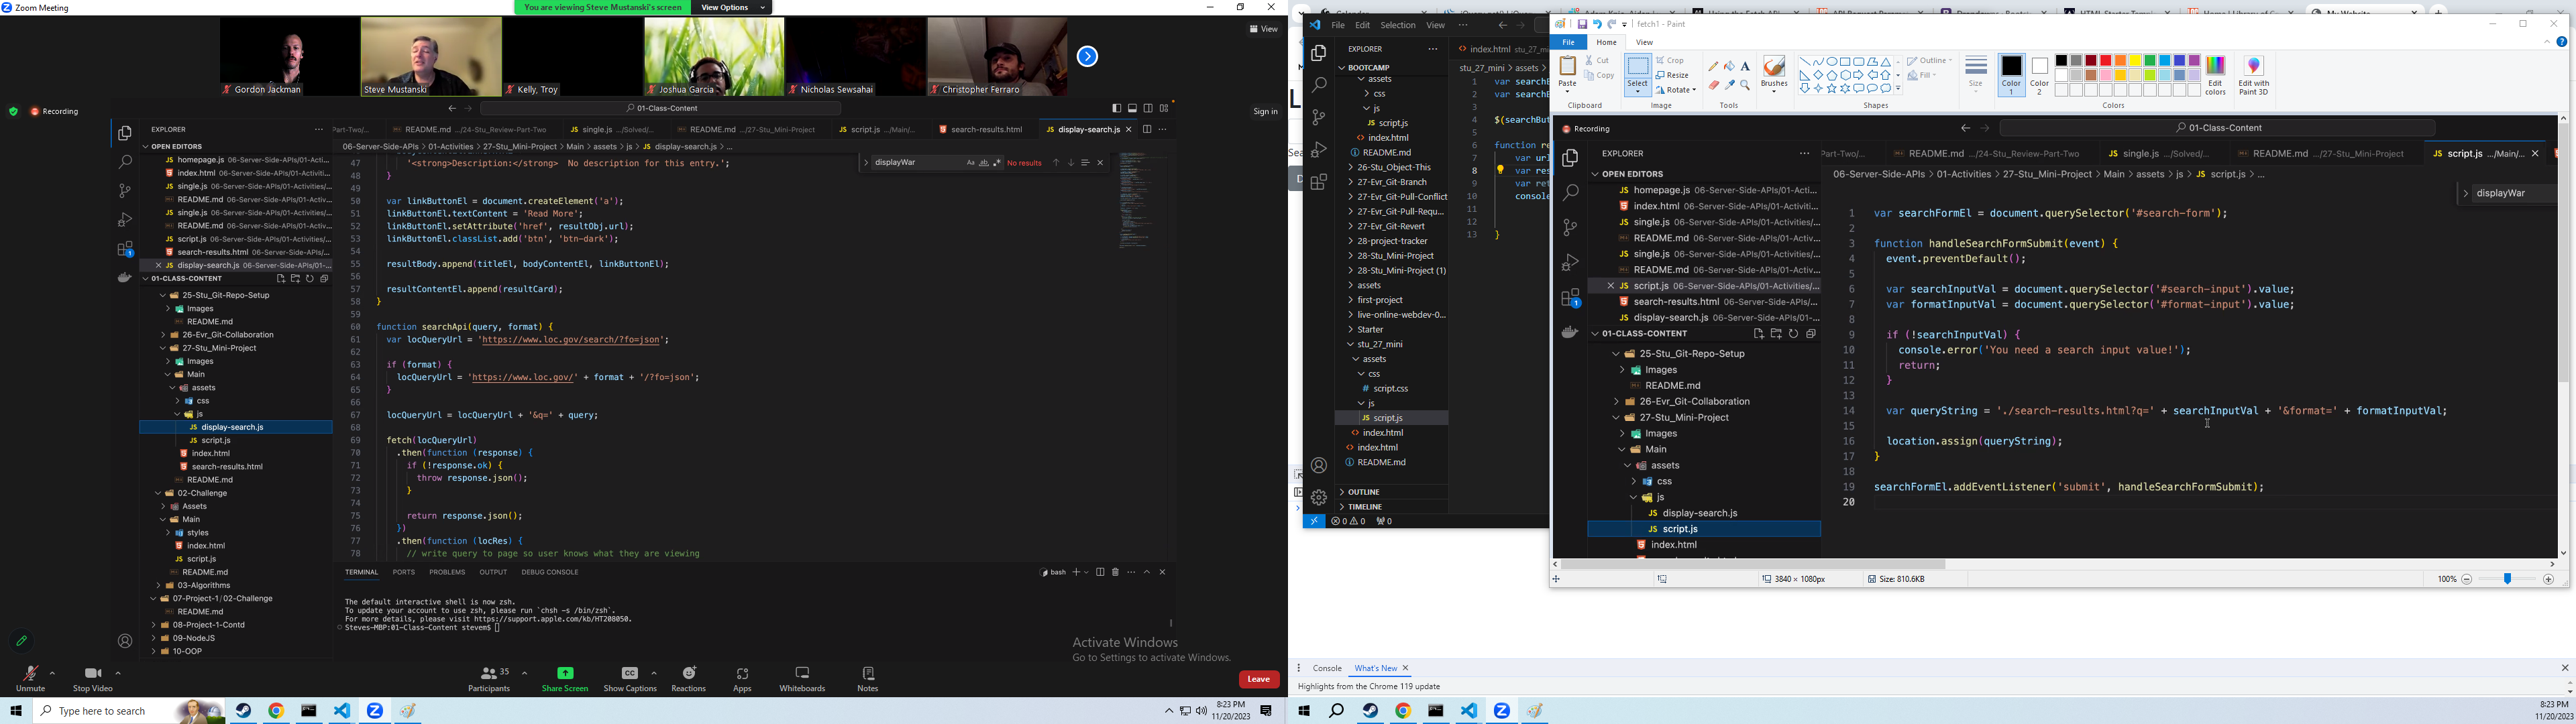 Zoom Meeting
You are viewing Steve Mustanski's screen
View Options
View
Gordon Jackman
Steve Mustanski
Kelly, Troy
Joshua Garcia
Nicholas Sewsahai
Christopher Ferraro
Recording
01-Class-Content
Sign in
EXPLORER
OPEN EDITORS
homepage.js 06-Server-Side-APIs/01-Activiti...
index.html 06-Server-Side-APIs/01-Activiti...
single.js 06-Server-Side-APIs/01-Activities/...
README.md 06-Server-Side-APIs/01-Activ...
single.js 06-Server-Side-APIs/01-Activities/...
README.md 06-Server-Side-APIs/01-Activ...
script.js 06-Server-Side-APIs/01-Activities/...
search-results.html 06-Server-Side-APIs/...
display-search.js 06-Server-Side-APIs/01-...
01-CLASS-CONTENT
25-Stu_Git-Repo-Setup
Images
README.md
26-Evr_Git-Collaboration
27-Stu_Mini-Project
Images
Main
assets
css
js
display-search.js
script.js
index.html
search-results.html
README.md
02-Challenge
Assets
Main
styles
index.html
script.js
README.md
03-Algorithms
07-Project-1 / 02-Challenge
README.md
08-Project-1-Contd
09-NodeJS
10-OOP
Part-Two/... README.md .../24-Stu_Review-Part-Two single.js .../Solved/... README.md .../27-Stu_Mini-Project script.js .../Main/... search-results.html display-search.js
06-Server-Side-APIs > 01-Activities > 27-Stu_Mini-Project > Main > assets > js > display-search.js > ...
displayWar
Aa ab No results
47 '<strong>Description:</strong>  No description for this entry.';
48 }
49
50 var linkButtonEl = document.createElement('a');
51 linkButtonEl.textContent = 'Read More';
52 linkButtonEl.setAttribute('href', resultObj.url);
53 linkButtonEl.classList.add('btn', 'btn-dark');
54
55 resultBody.append(titleEl, bodyContentEl, linkButtonEl);
56
57 resultContentEl.append(resultCard);
58 }
59
60 function searchApi(query, format) {
61 var locQueryUrl = 'https://www.loc.gov/search/?fo=json';
62
63 if (format) {
64 locQueryUrl = 'https://www.loc.gov/' + format + '/?fo=json';
65 }
66
67 locQueryUrl = locQueryUrl + '&q=' + query;
68
69 fetch(locQueryUrl)
70 .then(function (response) {
71 if (!response.ok) {
72 throw response.json();
73 }
74
75 return response.json();
76 })
77 .then(function (locRes) {
78 // write query to page so user knows what they are viewing
TERMINAL PORTS PROBLEMS OUTPUT DEBUG CONSOLE
bash
The default interactive shell is now zsh.
To update your account to use zsh, please run `chsh -s /bin/zsh`.
For more details, please visit https://support.apple.com/kb/HT208050.
Steves-MBP:01-Class-Content stevem$
Activate Windows
Go to Settings to activate Windows.
Unmute
Stop Video
35
Participants
Share Screen
CC
Show Captions
Reactions
Apps
Whiteboards
Notes
Leave
Type here to search
8:23 PM
11/20/2023
File Edit Selection View
EXPLORER
BOOTCAMP
assets
css
js
script.js
index.html
README.md
26-Stu_Object-This
27-Evr_Git-Branch
27-Evr_Git-Pull-Conflict
27-Evr_Git-Pull-Requ...
27-Evr_Git-Revert
28-project-tracker
28-Stu_Mini-Project
28-Stu_Mini-Project (1)
assets
first-project
live-online-webdev-0...
Starter
stu_27_mini
assets
css
script.css
js
script.js
index.html
index.html
README.md
OUTLINE
TIMELINE
0 0 0
index.html stu_27_mi
stu_27_mini > assets >
1 var searchB
2 var searchB
3
4 $(searchBut
5
6 function re
7 var url
8 var res
9 var ret
10 console
11
12
13 }
fetch1 - Paint
File Home View
Paste
Cut
Copy
Clipboard
Select
Crop
Resize
Rotate
Image
Tools
Brushes
Outline
Fill
Shapes
Size
Color 1
Color 2
Edit colors
Edit with Paint 3D
Colors
Recording
01-Class-Content
EXPLORER
OPEN EDITORS
homepage.js 06-Server-Side-APIs/01-Acti...
index.html 06-Server-Side-APIs/01-Activit...
single.js 06-Server-Side-APIs/01-Activities/...
README.md 06-Server-Side-APIs/01-Activ...
single.js 06-Server-Side-APIs/01-Activities/...
README.md 06-Server-Side-APIs/01-Activ...
script.js 06-Server-Side-APIs/01-Activities/...
search-results.html 06-Server-Side-APIs/...
display-search.js 06-Server-Side-APIs/01-...
01-CLASS-CONTENT
25-Stu_Git-Repo-Setup
Images
README.md
26-Evr_Git-Collaboration
27-Stu_Mini-Project
Images
Main
assets
css
js
display-search.js
script.js
index.html
Part-Two/... README.md .../24-Stu_Review-Part-Two single.js .../Solved/... README.md .../27-Stu_Mini-Project script.js .../Main/...
06-Server-Side-APIs > 01-Activities > 27-Stu_Mini-Project > Main > assets > js > script.js > ...
displayWar
1 var searchFormEl = document.querySelector('#search-form');
2
3 function handleSearchFormSubmit(event) {
4 event.preventDefault();
5
6 var searchInputVal = document.querySelector('#search-input').value;
7 var formatInputVal = document.querySelector('#format-input').value;
8
9 if (!searchInputVal) {
10 console.error('You need a search input value!');
11 return;
12 }
13
14 var queryString = './search-results.html?q=' + searchInputVal + '&format=' + formatInputVal;
15
16 location.assign(queryString);
17 }
18
19 searchFormEl.addEventListener('submit', handleSearchFormSubmit);
20
3840 × 1080px
Size: 810.6KB
100%
Console What's New
Highlights from the Chrome 119 update
8:23 PM
11/20/2023